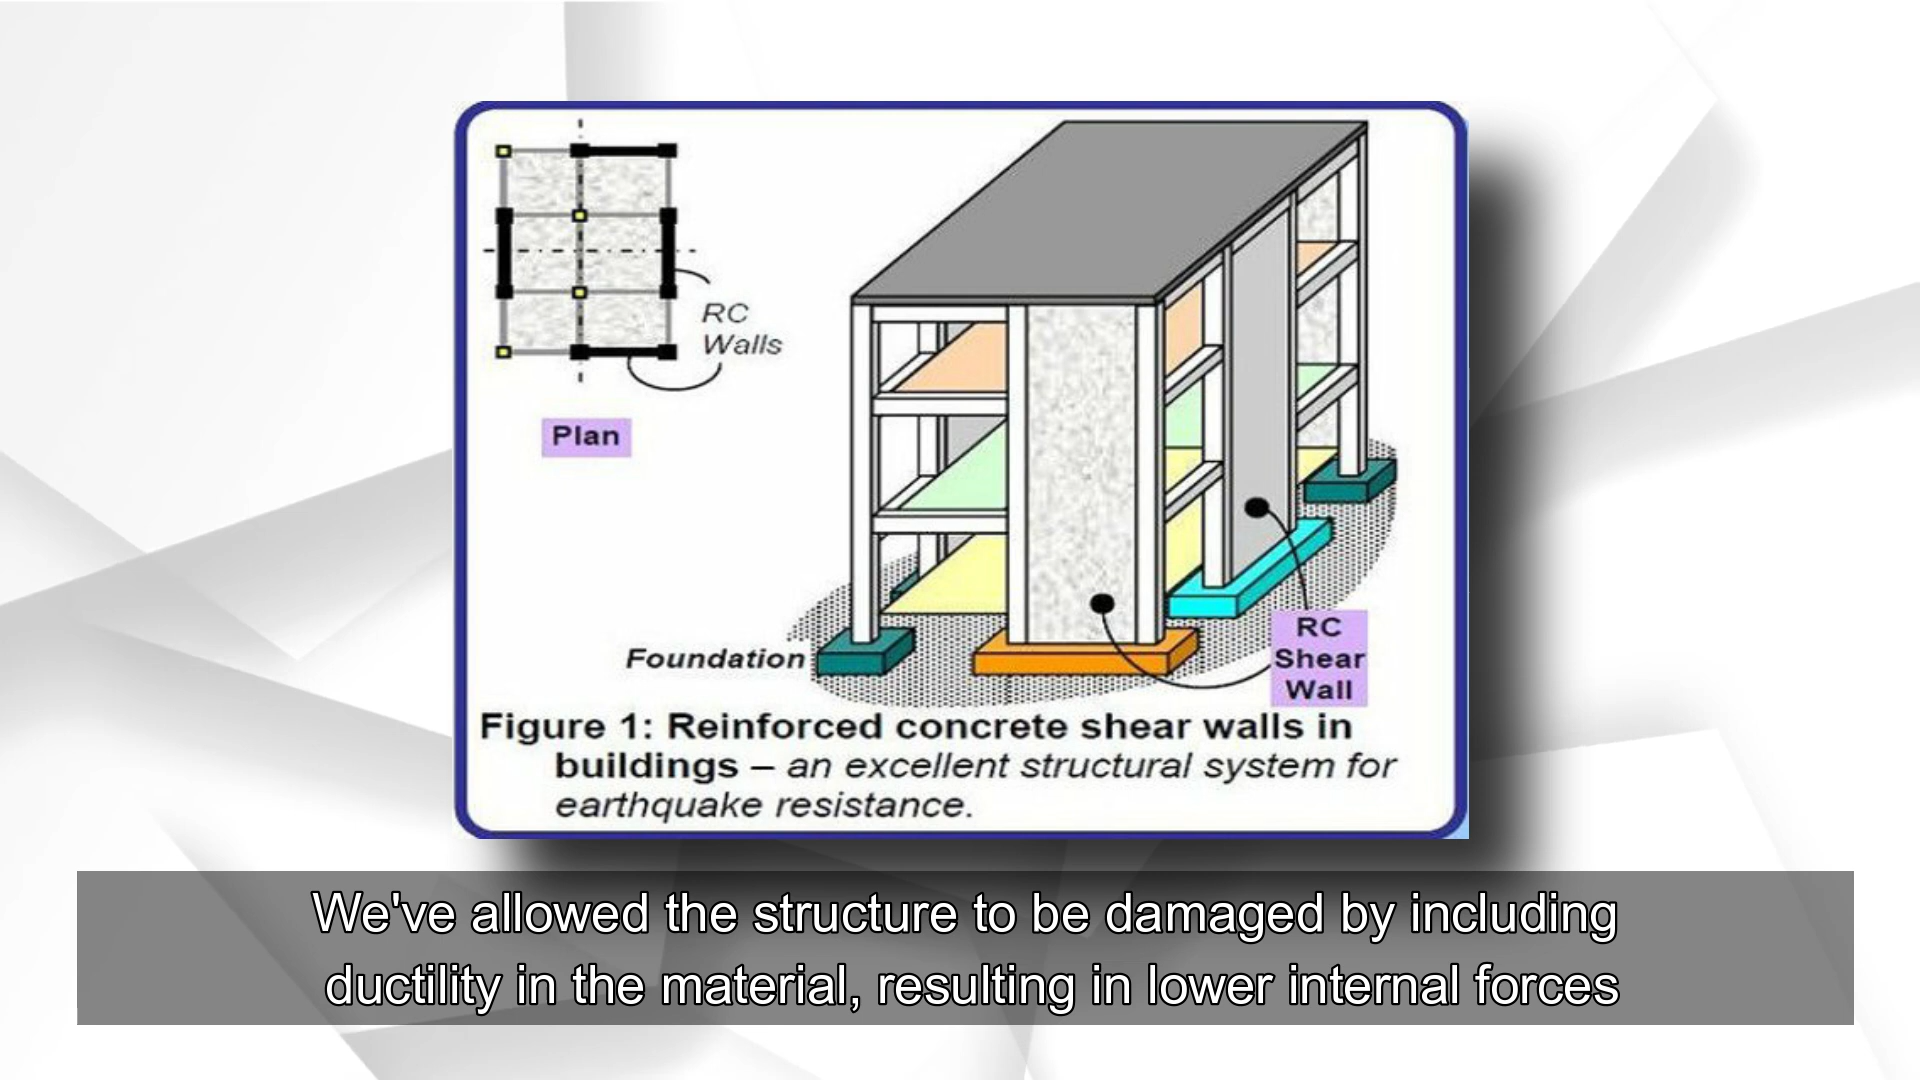 RC
Walls
Plan
Foundation
RC
Shear
Wall
Figure 1: Reinforced concrete shear walls in
buildings – an excellent structural system for
earthquake resistance.
We've allowed the structure to be damaged by including
ductility in the material, resulting in lower internal forces